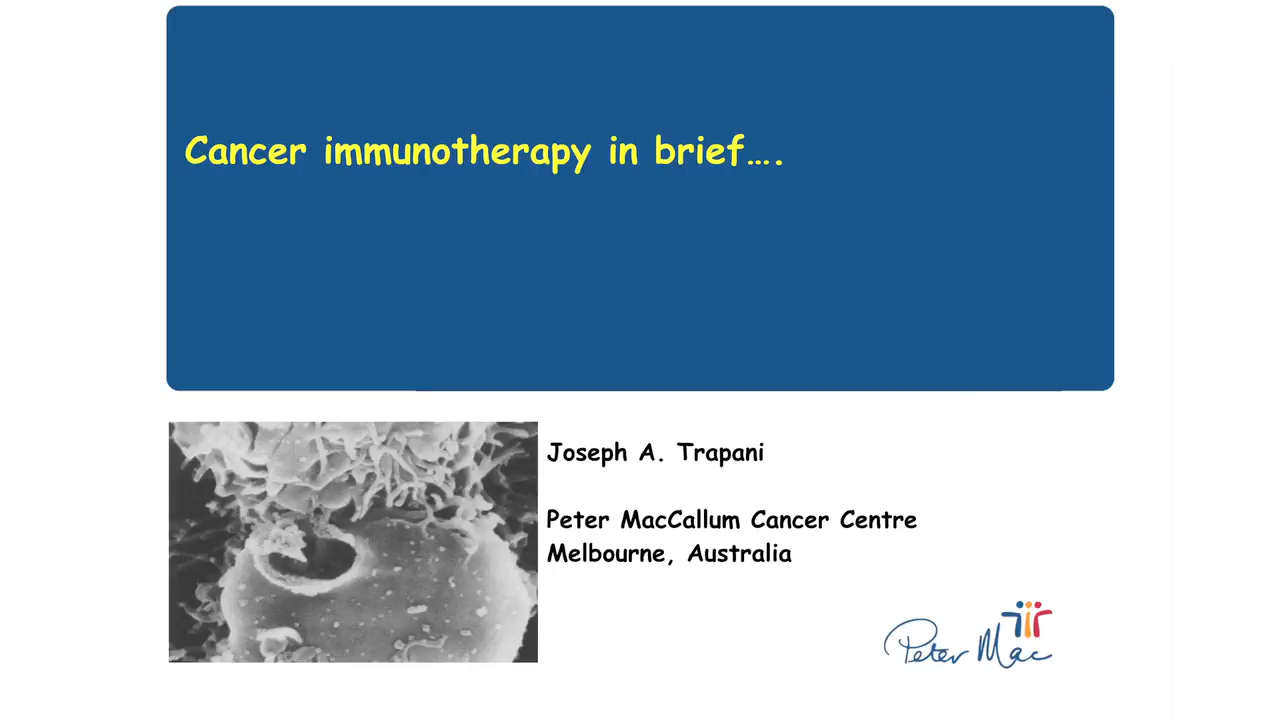 Cancer immunotherapy in brief….
Joseph A. Trapani
Peter MacCallum Cancer Centre
Melbourne, Australia
Peter Mac